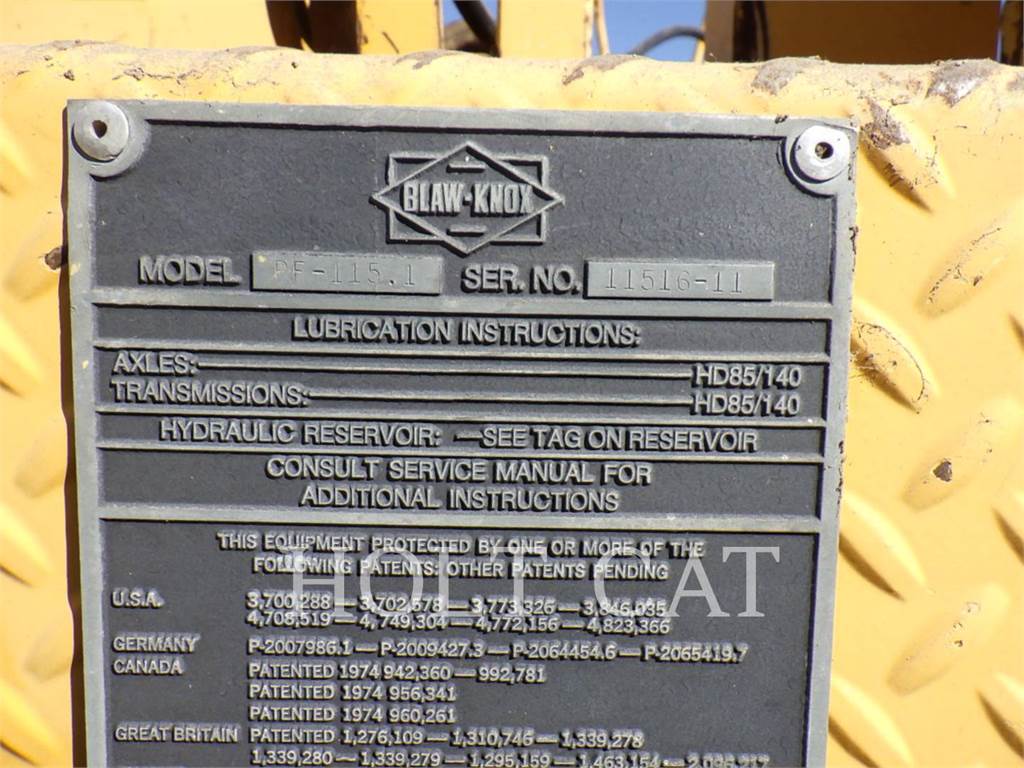 BLAW-KNOX
MODEL PF-115.1 SER. NO. 11516-11
LUBRICATION INSTRUCTIONS:
AXLES: HD85/140
TRANSMISSIONS: HD85/140
HYDRAULIC RESERVOIR: —SEE TAG ON RESERVOIR
CONSULT SERVICE MANUAL FOR
ADDITIONAL INSTRUCTIONS
THIS EQUIPMENT PROTECTED BY ONE OR MORE OF THE
FOLLOWING PATENTS: OTHER PATENTS PENDING
HOLT CAT
U.S.A. 3,700,288 — 3,702,578 — 3,773,326 — 3,846,035
4,708,519 — 4,749,304 — 4,772,156 — 4,823,366
GERMANY P-2007986.1 — P-2009427.3 — P-2064454.6 — P-2065419.7
CANADA PATENTED 1974 942,360 — 992,781
PATENTED 1974 956,341
PATENTED 1974 960,261
GREAT BRITAIN PATENTED 1,276,109 — 1,310,746 — 1,339,278
1,339,280 — 1,339,279 — 1,295,159 — 1,463,154 —